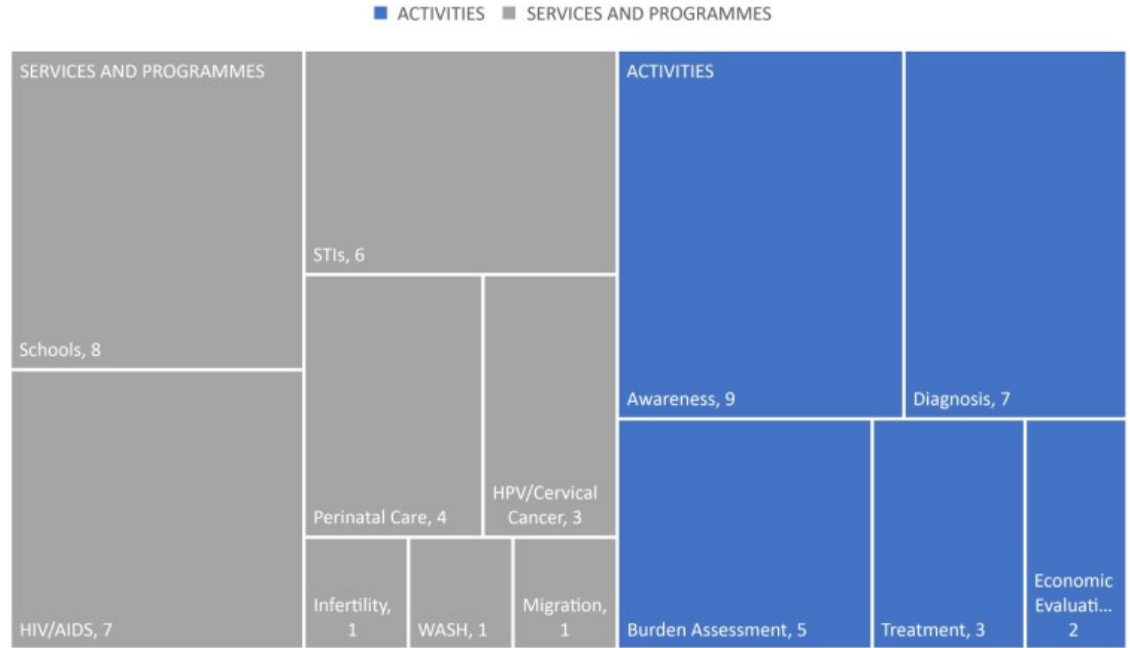 ACTIVITIES SERVICES AND PROGRAMMES
SERVICES AND PROGRAMMES
Schools, 8
HIV/AIDS, 7
STIs, 6
Perinatal Care, 4
HPV/Cervical
Cancer, 3
Infertility,
1
WASH, 1
Migration,
1
ACTIVITIES
Awareness, 9
Diagnosis, 7
Burden Assessment, 5
Treatment, 3
Economic
Evaluati...
2